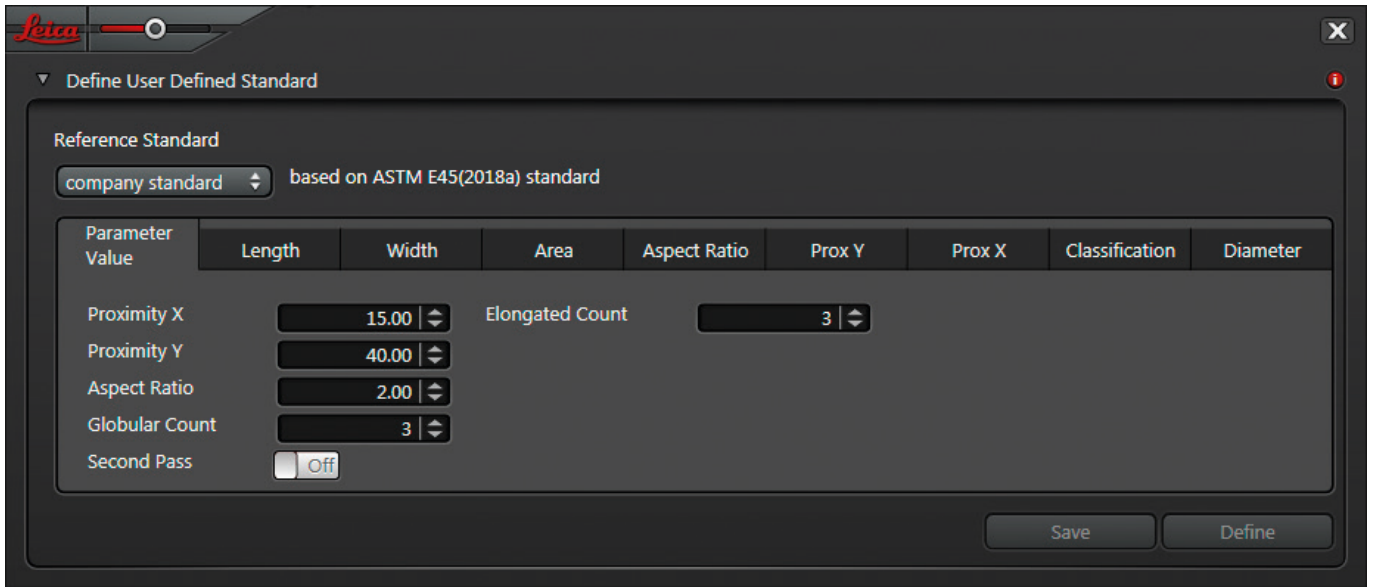 Leica
Define User Defined Standard
Reference Standard
company standard based on ASTM E45(2018a) standard
Parameter
Value
Length Width Area Aspect Ratio Prox Y Prox X Classification Diameter
Proximity X 15.00 Elongated Count 3
Proximity Y 40.00
Aspect Ratio 2.00
Globular Count 3
Second Pass Off
Save Define